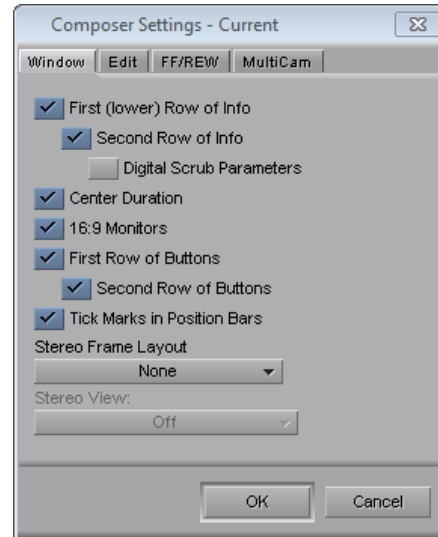 Composer Settings - Current
Window Edit FF/REW MultiCam
First (lower) Row of Info
Second Row of Info
Digital Scrub Parameters
Center Duration
16:9 Monitors
First Row of Buttons
Second Row of Buttons
Tick Marks in Position Bars
Stereo Frame Layout
None
Stereo View:
Off
OK Cancel